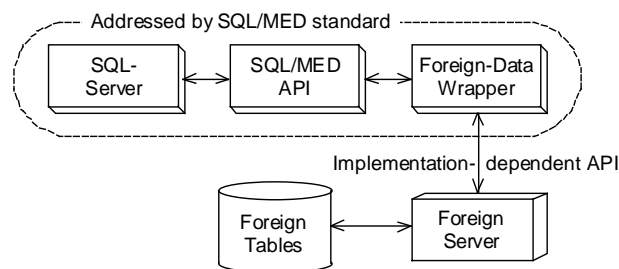 Addressed by SQL/MED standard
SQL-
Server
SQL/MED
API
Foreign-Data
Wrapper
Implementation- dependent API
Foreign
Tables
Foreign
Server